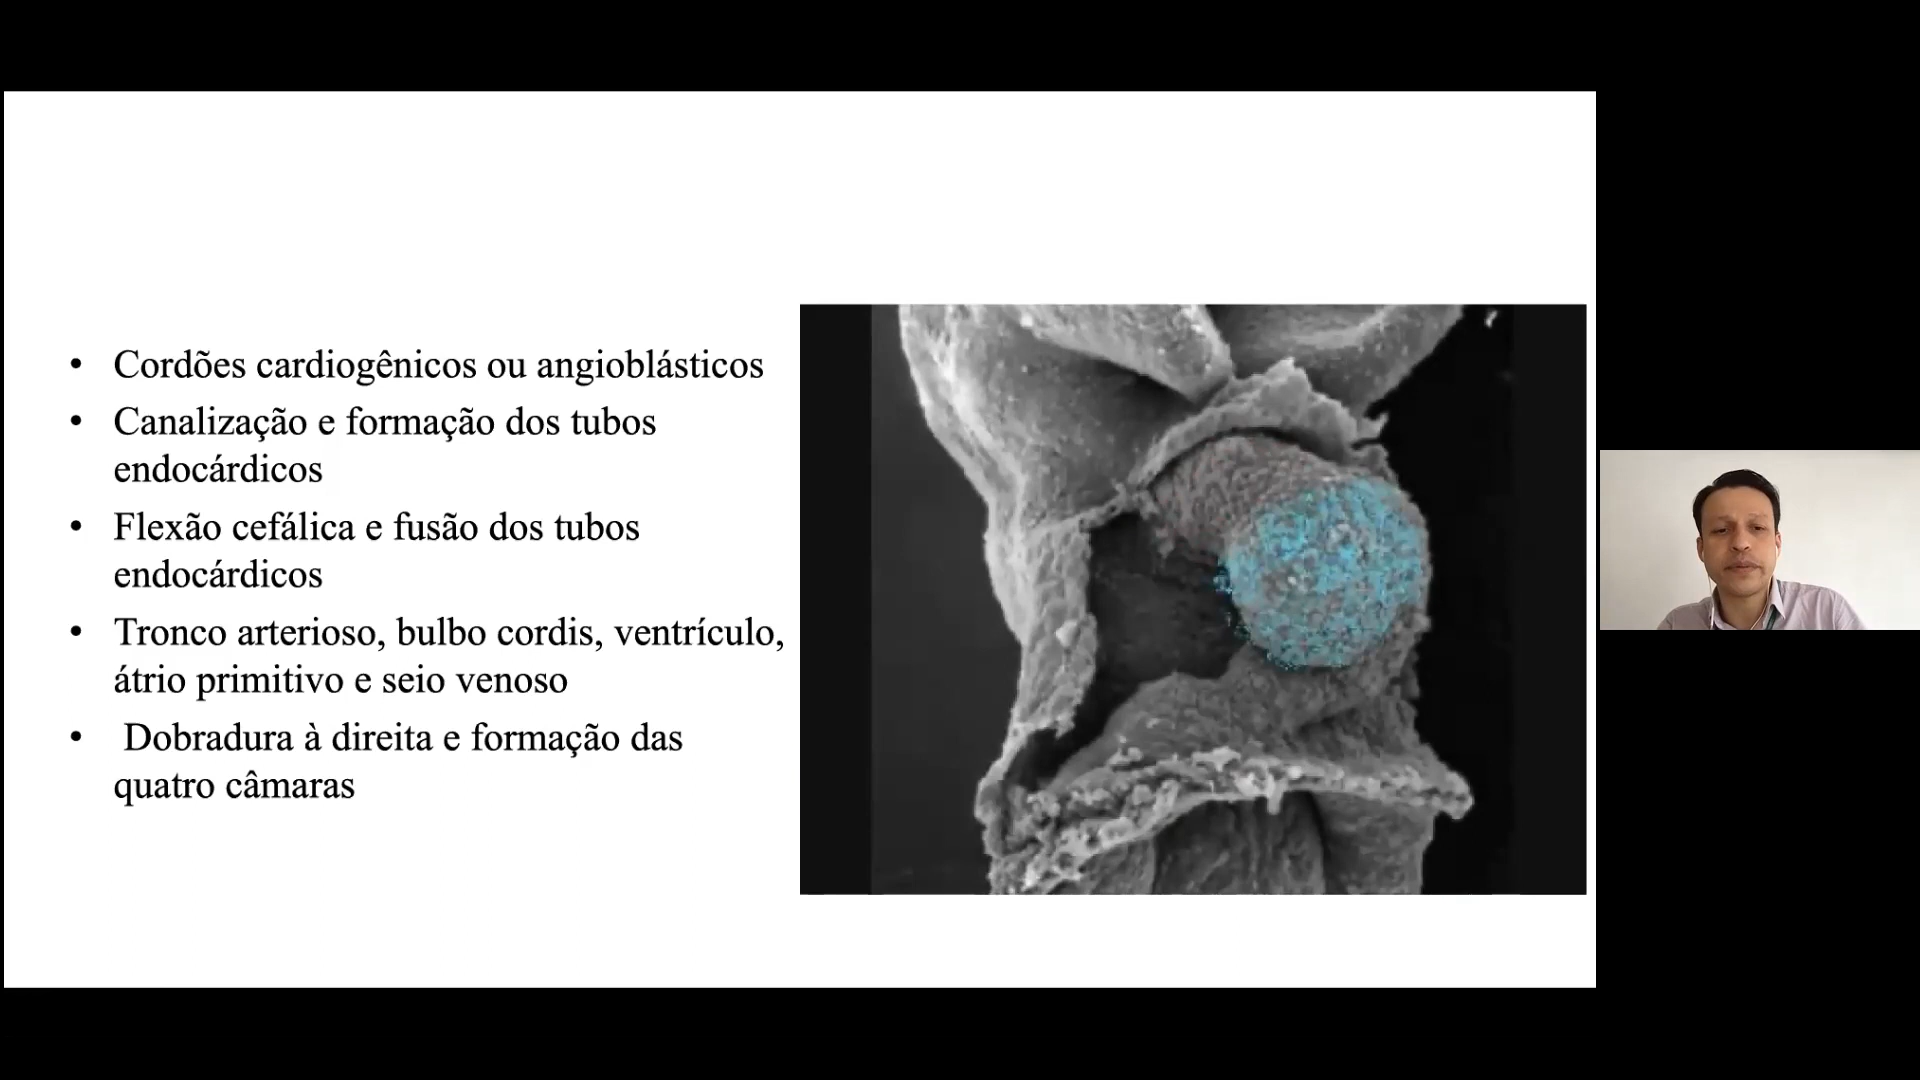 • Cordões cardiogênicos ou angioblásticos
• Canalização e formação dos tubos
endocárdicos
• Flexão cefálica e fusão dos tubos
endocárdicos
• Tronco arterioso, bulbo cordis, ventrículo,
átrio primitivo e seio venoso
• Dobradura à direita e formação das
quatro câmaras